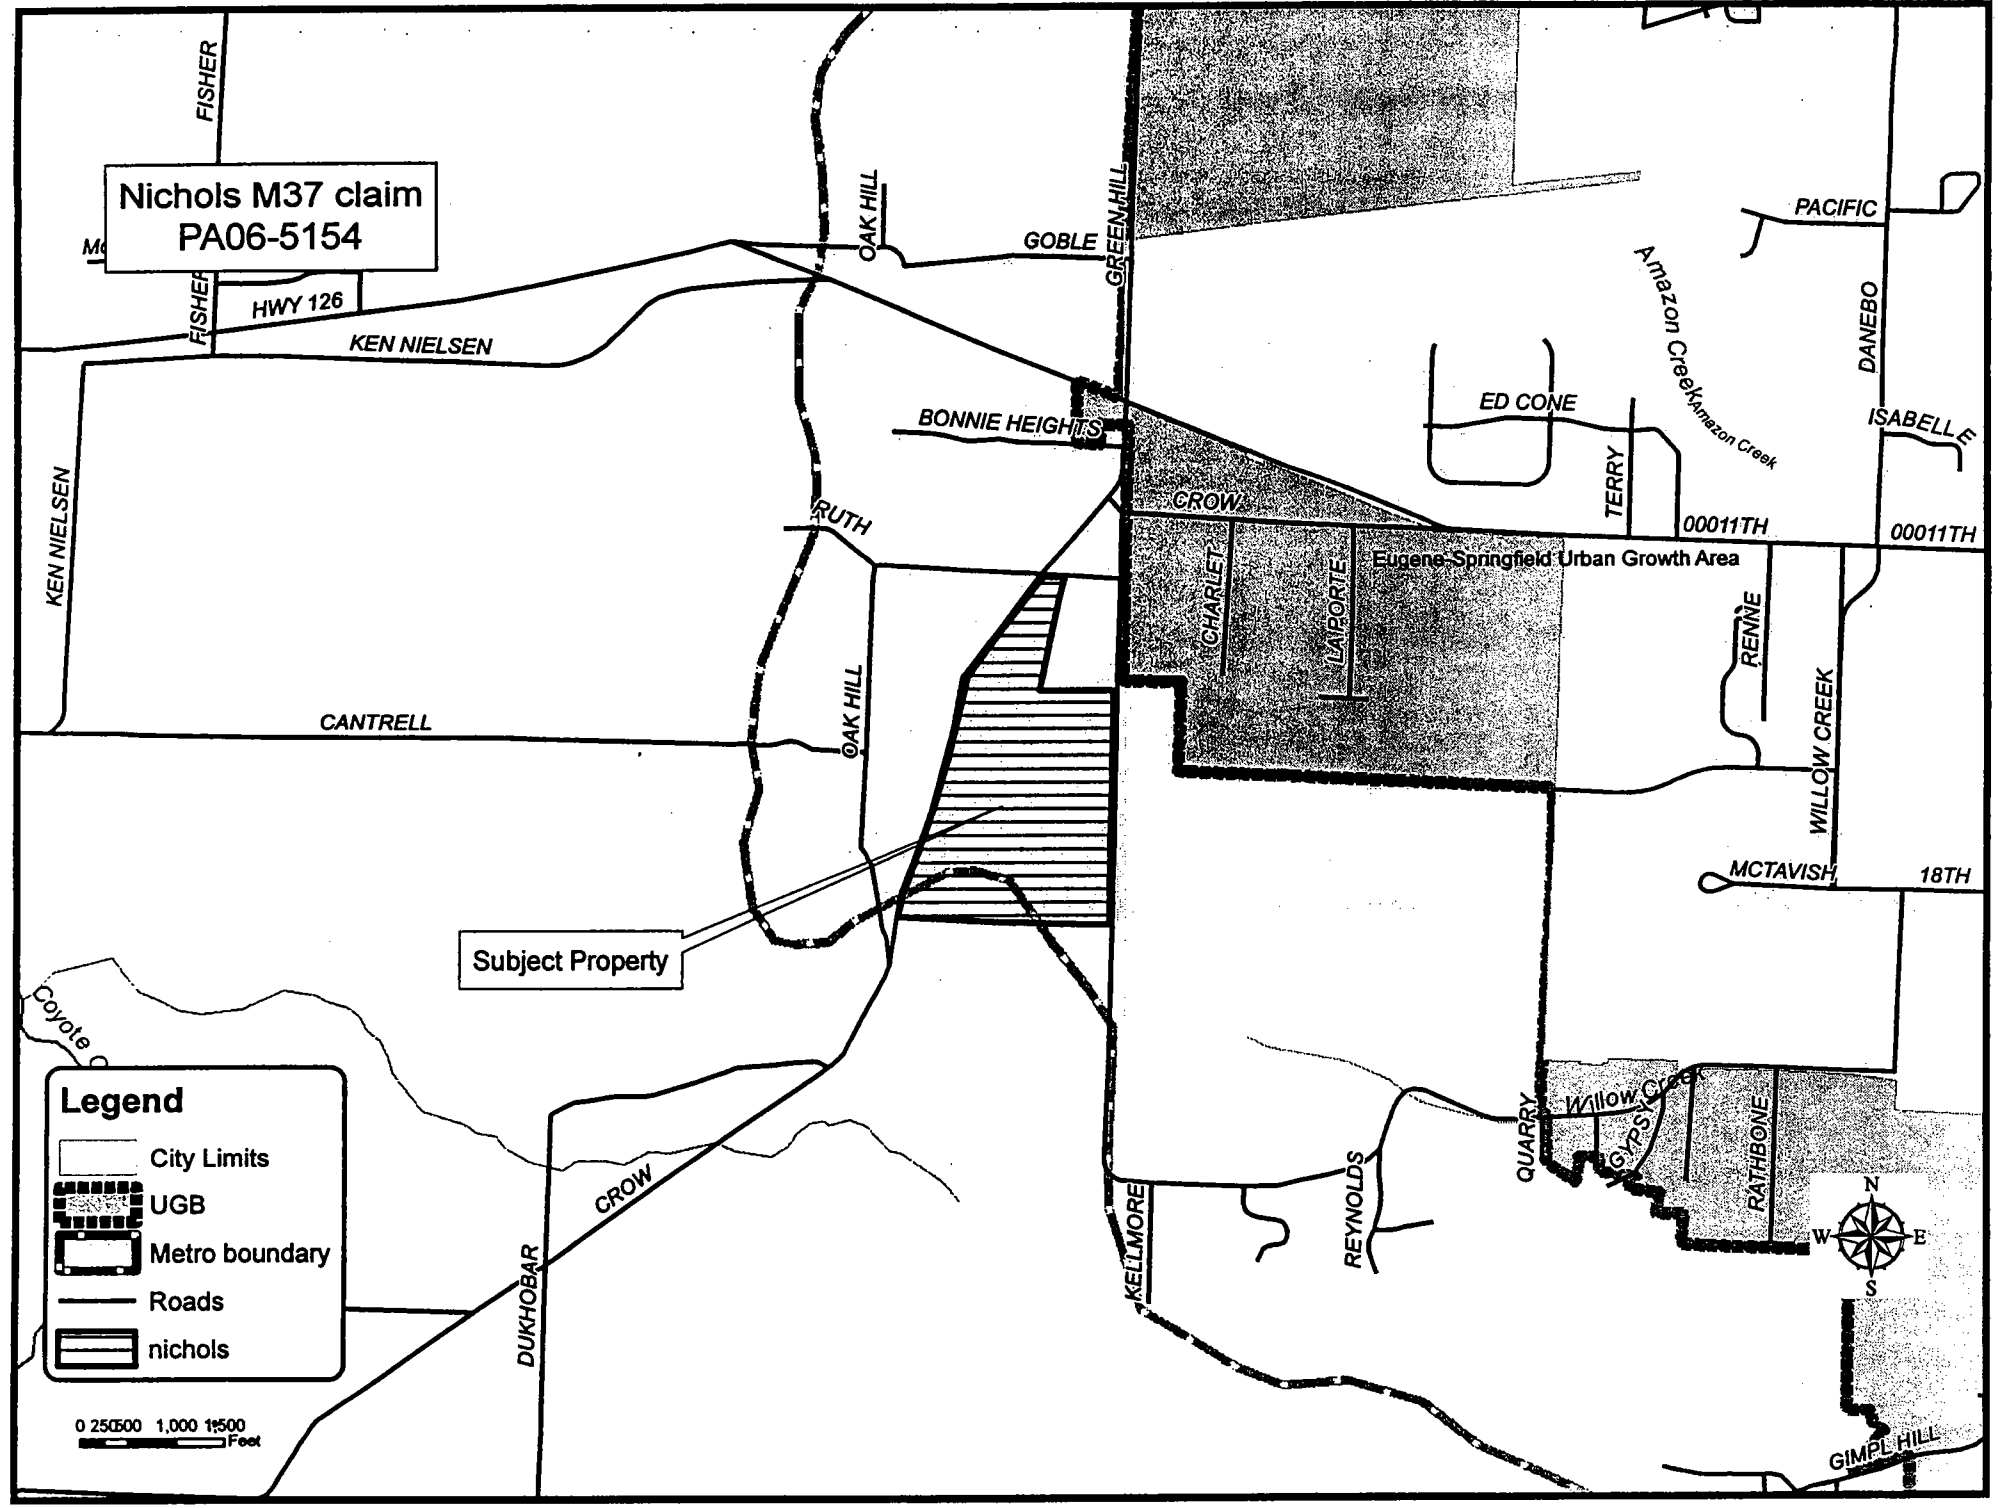 FISHER
Nichols M37 claim
PA06-5154
FISHER
HWY 126
KEN NIELSEN
KEN NIELSEN
OAK HILL
GOBLE
GREEN HILL
PACIFIC
Amazon Creek
Amazon Creek
DANEBO
ISABELLE
ED CONE
TERRY
BONNIE HEIGHTS
CROW
RUTH
00011TH
00011TH
Eugene-Springfield Urban Growth Area
CHARLET
LA PORTE
RENNE
WILLOW CREEK
OAK HILL
CANTRELL
MCTAVISH
18TH
Subject Property
Coyote
QUARRY
Willow Creek
GYPSY
RATHBONE
REYNOLDS
KELLMORE
CROW
DUKHOBAR
GIMPL HILL
N
W
E
S
Legend
City Limits
UGB
Metro boundary
Roads
nichols
0 250500 1,000 1,500
Feet